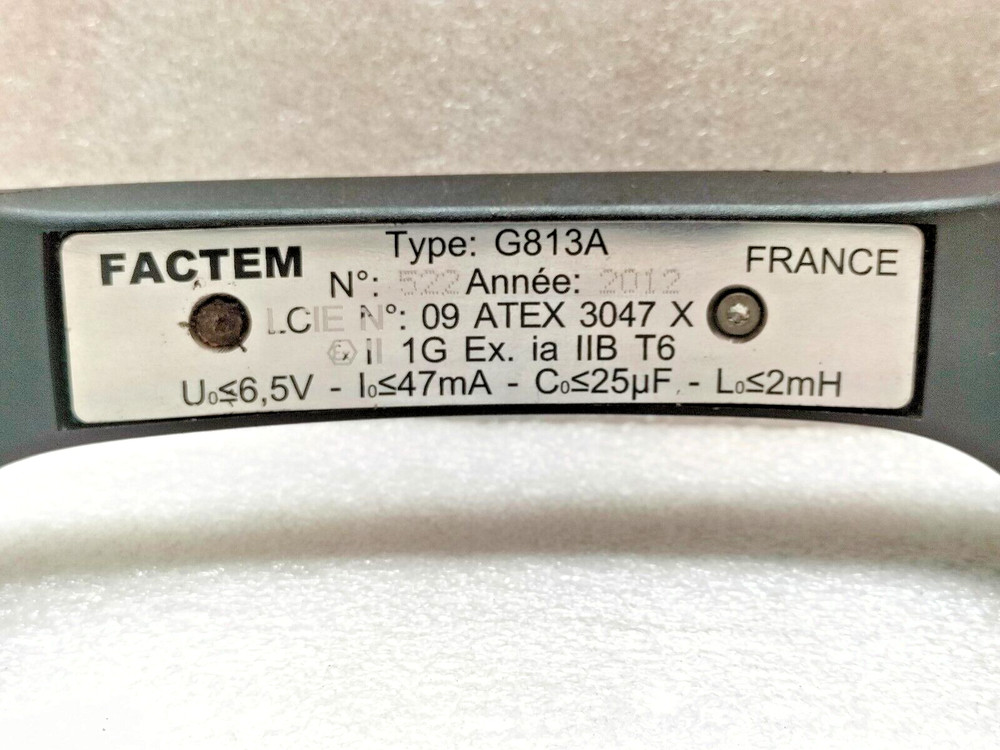 FACTEM
Type: G813A
FRANCE
N°: 522 Année: 2012
LCIE N°: 09 ATEX 3047 X
Ex II 1G Ex. ia IIB T6
U₀≤6,5V - I₀≤47mA - C₀≤25µF - L₀≤2mH